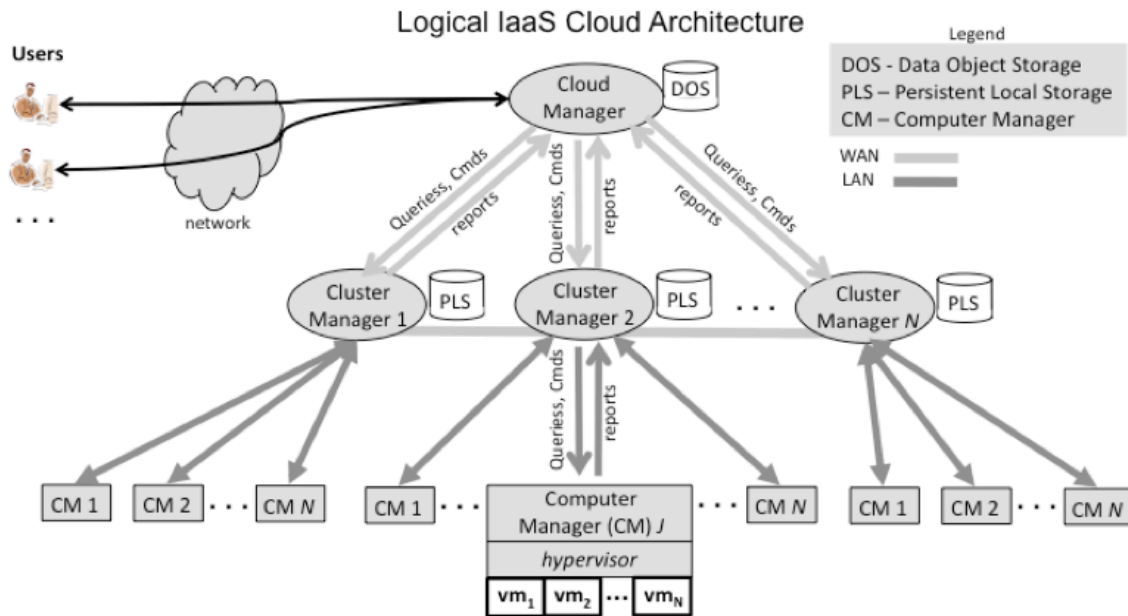 Logical IaaS Cloud Architecture
Legend
DOS - Data Object Storage
PLS – Persistent Local Storage
CM – Computer Manager
WAN
LAN
Users
. . .
network
Cloud
Manager
DOS
Queriess, Cmds
reports
Queriess, Cmds
reports
Queriess, Cmds
reports
Cluster
Manager 1
PLS
Cluster
Manager 2
PLS
. . .
Cluster
Manager N
PLS
Queriess, Cmds
reports
CM 1
CM 2
. . .
CM N
CM 1
. . .
Computer
Manager (CM) J
hypervisor
vm₁ vm₂ ... vm_N
. . .
CM N
CM 1
CM 2
. . .
CM N